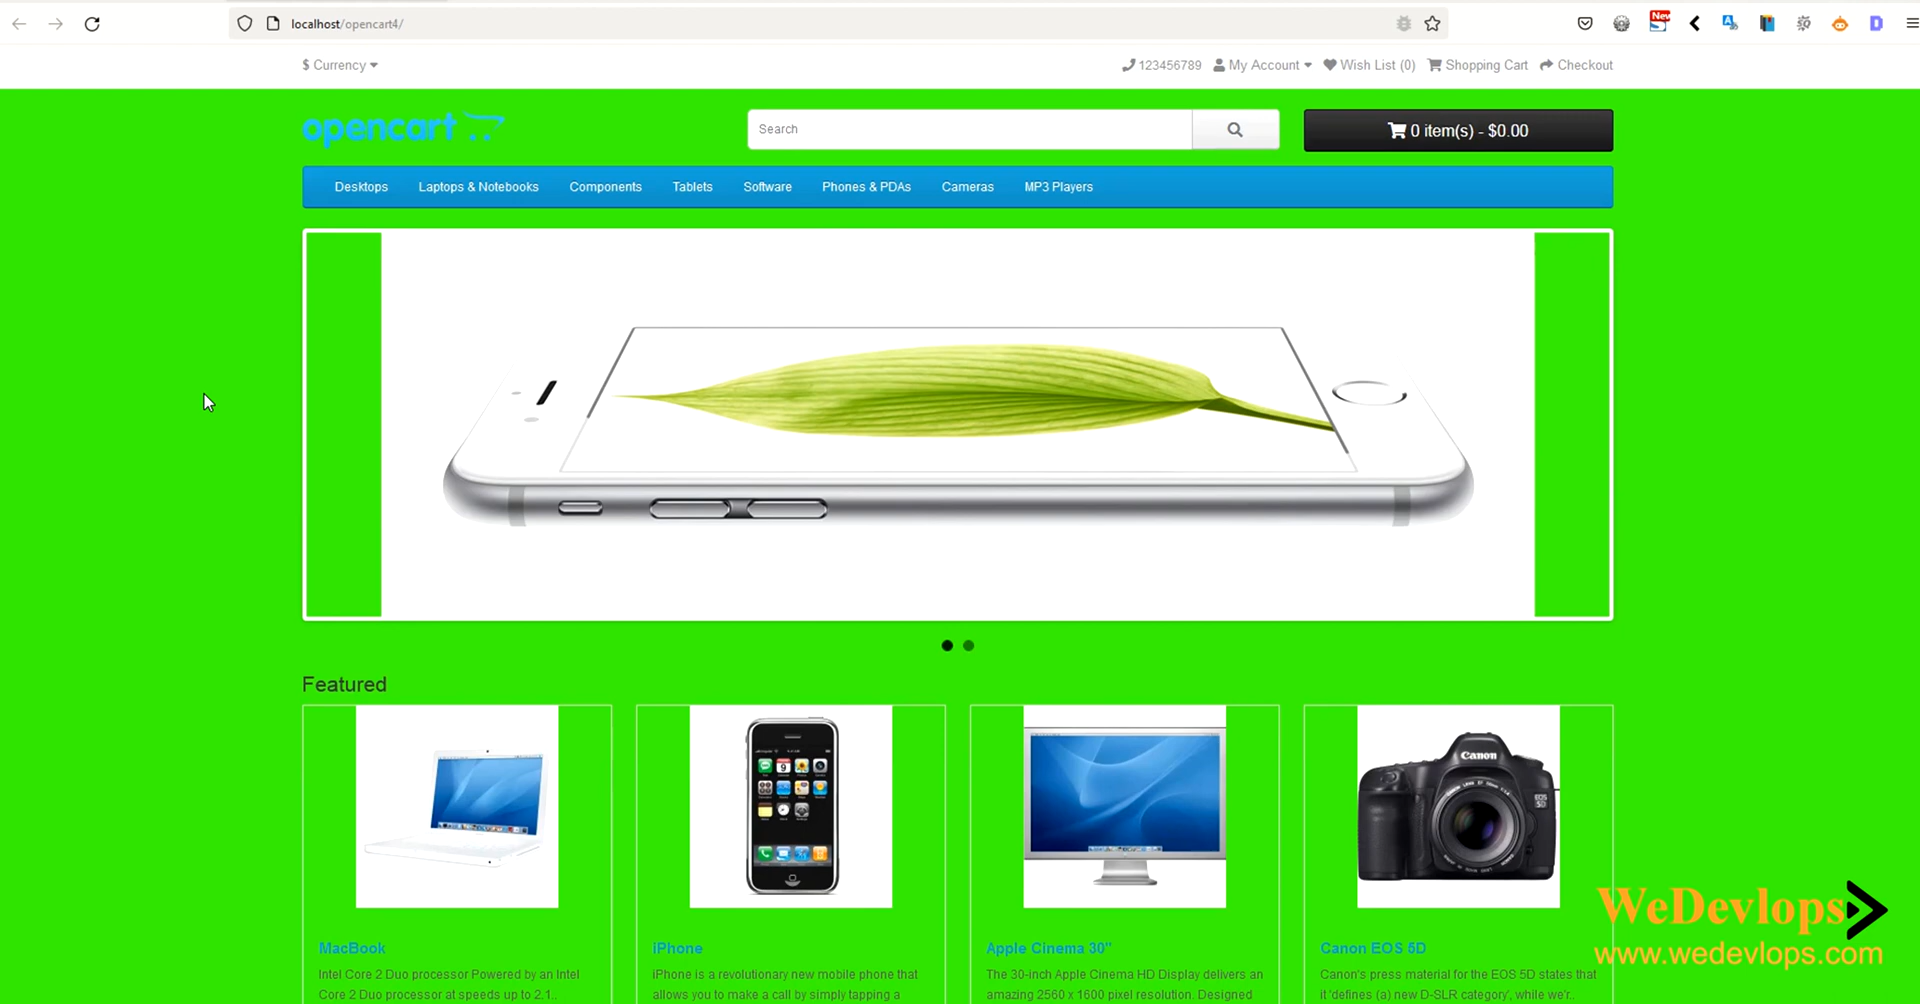 localhost/opencart4/
New
$ Currency
123456789 My Account Wish List (0) Shopping Cart Checkout
opencart
Search
0 item(s) - $0.00
Desktops Laptops & Notebooks Components Tablets Software Phones & PDAs Cameras MP3 Players
Featured
Canon
EOS
5D
MacBook
Intel Core 2 Duo processor Powered by an Intel
Core 2 Duo processor at speeds up to 2.1..
iPhone
iPhone is a revolutionary new mobile phone that
allows you to make a call by simply tapping a
Apple Cinema 30"
The 30-inch Apple Cinema HD Display delivers an
amazing 2560 x 1600 pixel resolution. Designed
Canon EOS 5D
Canon's press material for the EOS 5D states that
it 'defines (a) new D-SLR category', while we'r..
WeDevlops
www.wedevlops.com